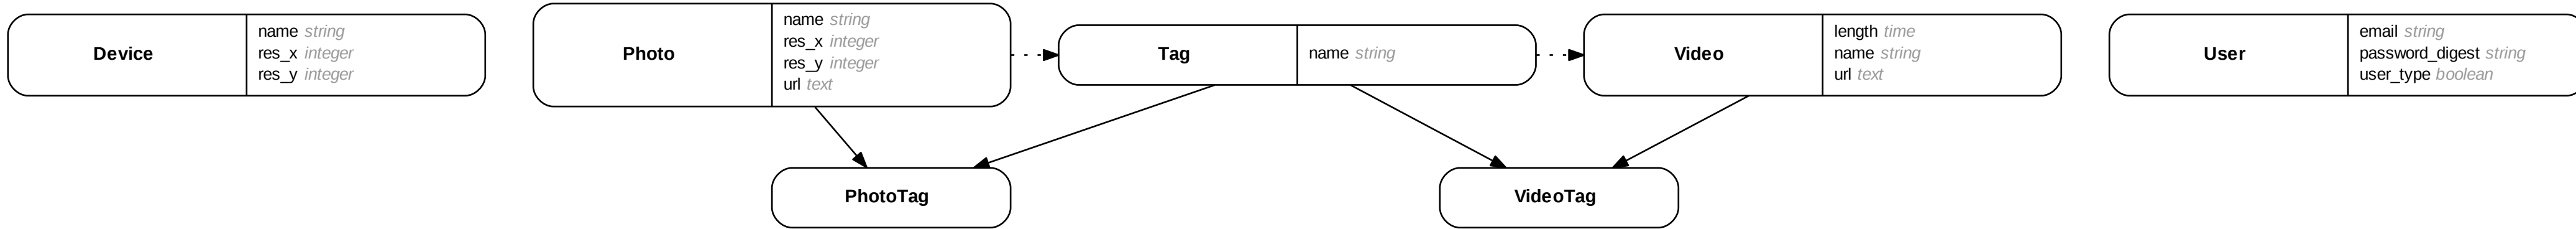 Device
name string
res_x integer
res_y integer
Photo
name string
res_x integer
res_y integer
url text
Tag
name string
Video
length time
name string
url text
User
email string
password_digest string
user_type boolean
PhotoTag
VideoTag